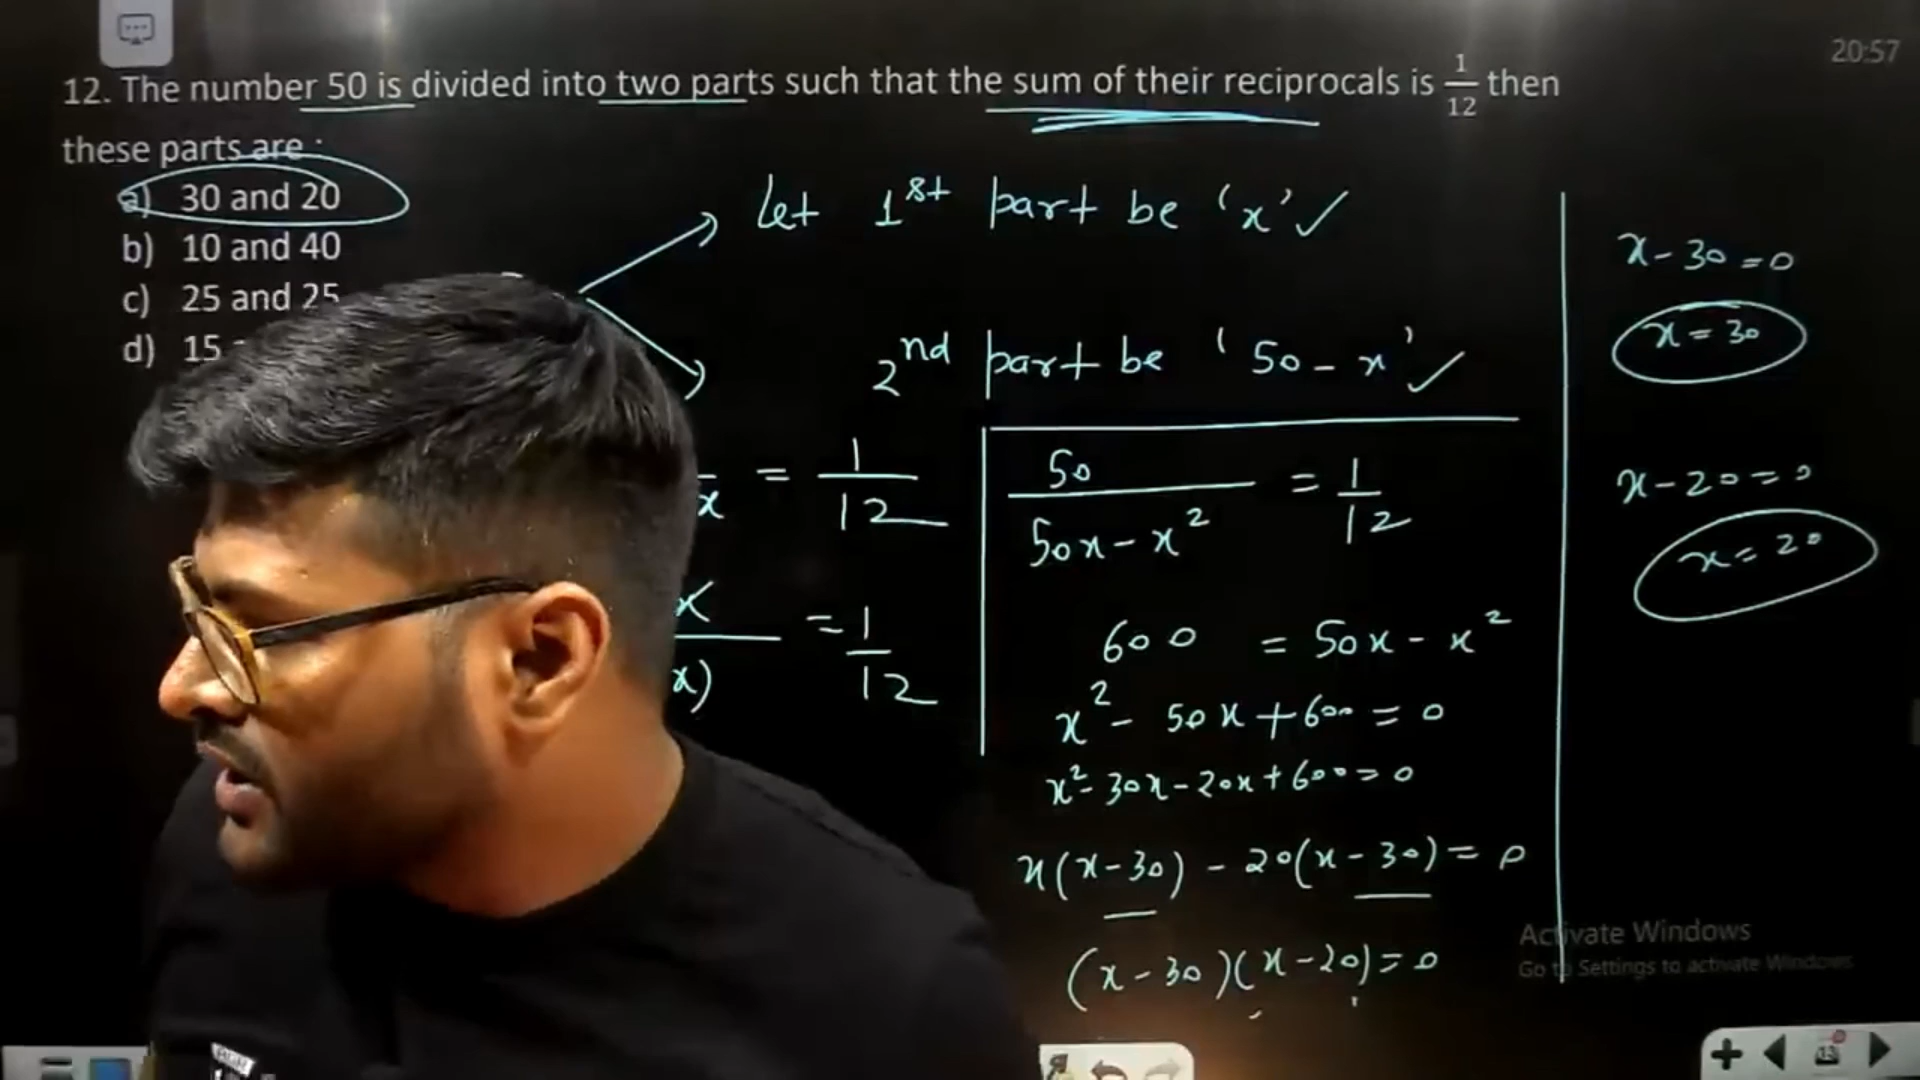 20:57
12. The number 50 is divided into two parts such that the sum of their reciprocals is 1/12 then
these parts are :
a) 30 and 20
b) 10 and 40
c) 25 and 25
d) 15
Let 1st part be 'x' ✓
2nd part be '50 - x' ✓
x = 1/12
x
x) = 1/12
50/(50x - x²) = 1/12
600 = 50x - x²
x² - 50x + 600 = 0
x² - 30x - 20x + 600 = 0
x(x - 30) - 20(x - 30) = 0
(x - 30)(x - 20) = 0
x - 30 = 0
x = 30
x - 20 = 0
x = 20
Activate Windows
Go to Settings to activate Windows.
13